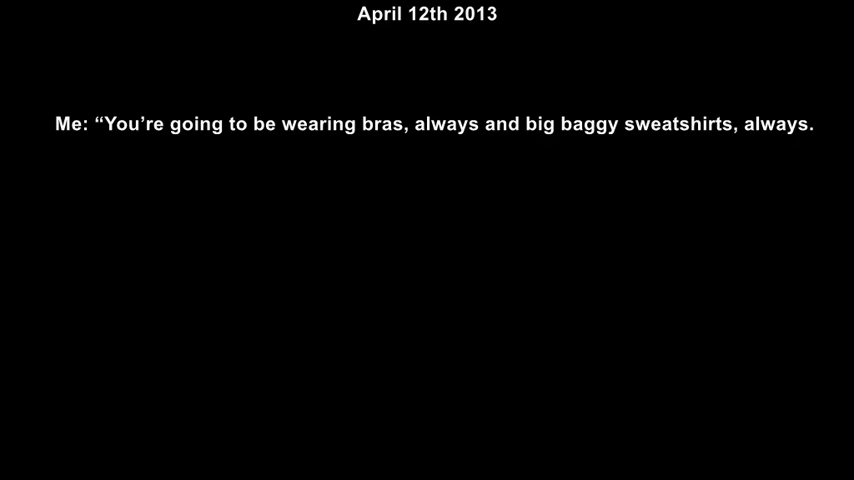 April 12th 2013
Me: “You’re going to be wearing bras, always and big baggy sweatshirts, always.